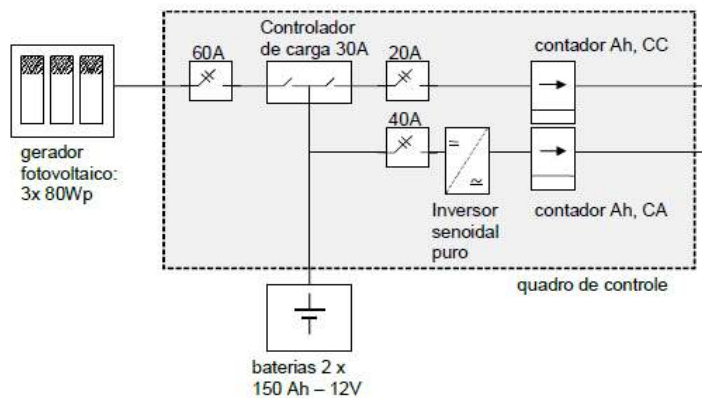 Controlador
de carga 30A
60A
20A
contador Ah, CC
40A
gerador
fotovoltaico:
3x 80Wp
Inversor
senoidal
puro
contador Ah, CA
quadro de controle
baterias 2 x
150 Ah – 12V